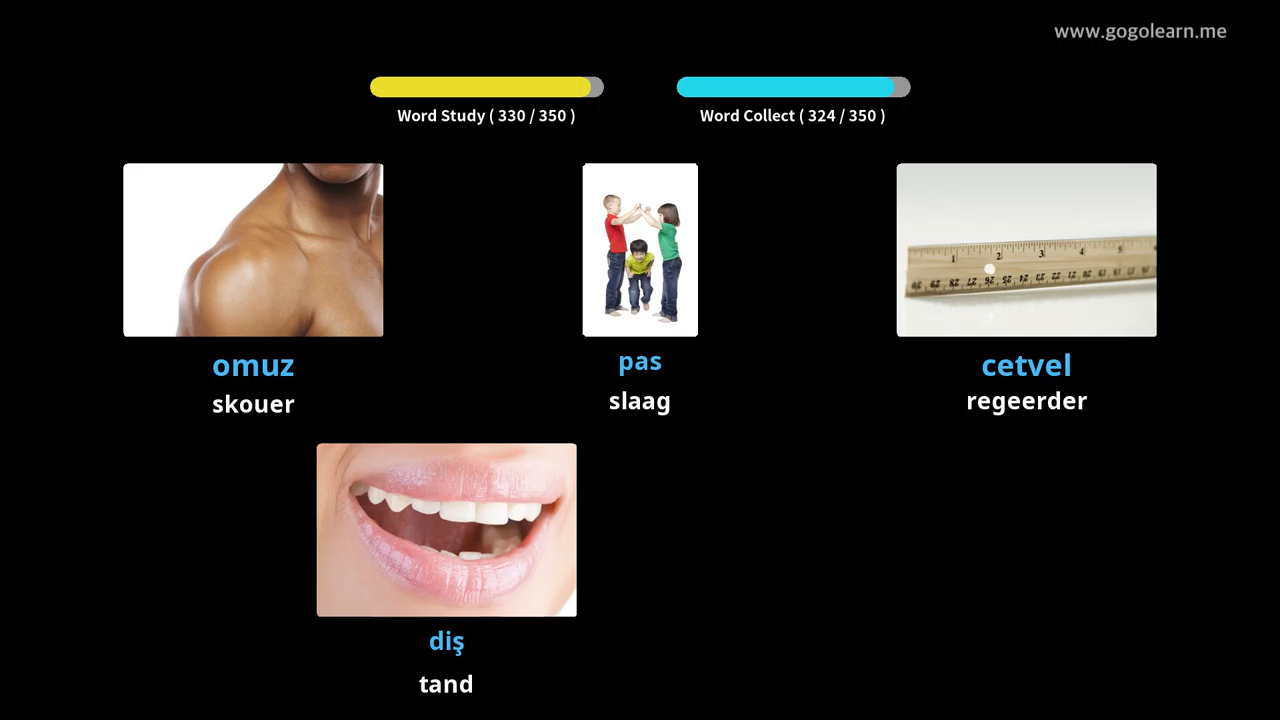 www.gogolearn.me
Word Study ( 330 / 350 )
Word Collect ( 324 / 350 )
omuz
skouer
pas
slaag
cetvel
regeerder
diş
tand